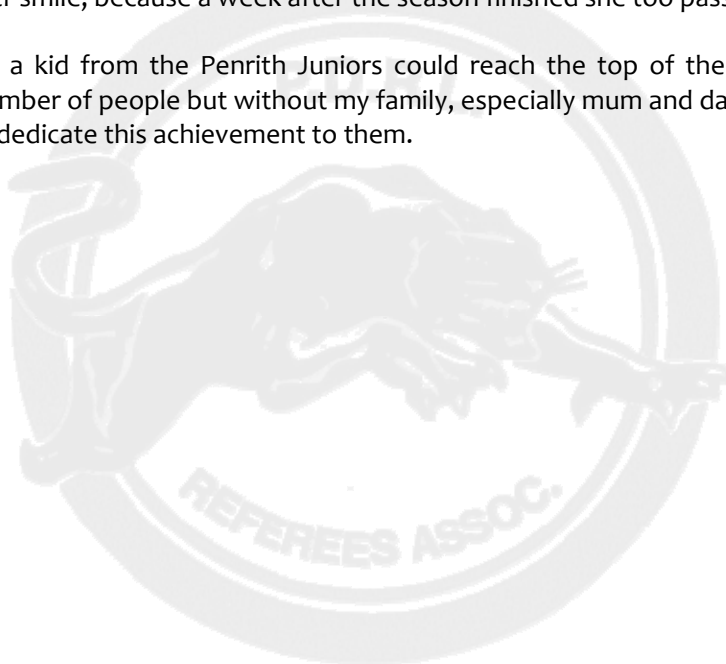 er smile, because a week after the season finished she too pass
a kid from the Penrith Juniors could reach the top of the
mber of people but without my family, especially mum and da
dedicate this achievement to them.
REFEREES ASSOC.